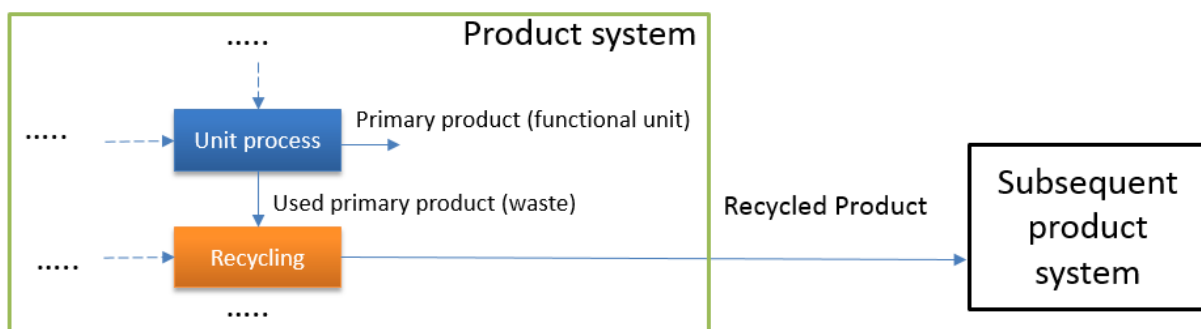 Product system
.....
Primary product (functional unit)
.....
Unit process
Used primary product (waste)
Recycled Product
Subsequent
product
system
.....
Recycling
.....